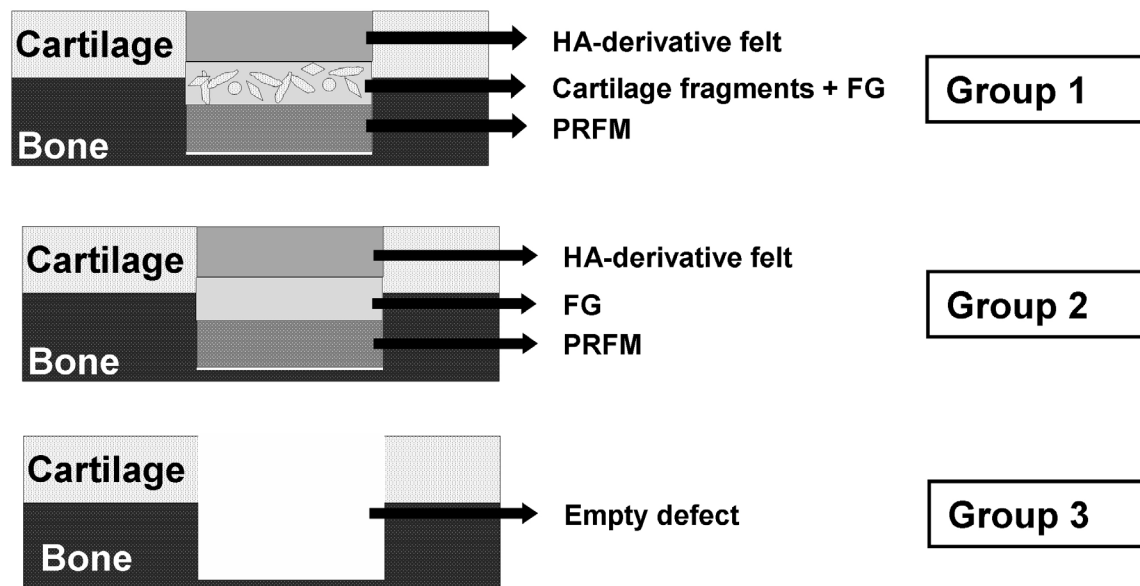 Cartilage
Bone
HA-derivative felt
Cartilage fragments + FG
PRFM
Group 1
Cartilage
Bone
HA-derivative felt
FG
PRFM
Group 2
Cartilage
Bone
Empty defect
Group 3